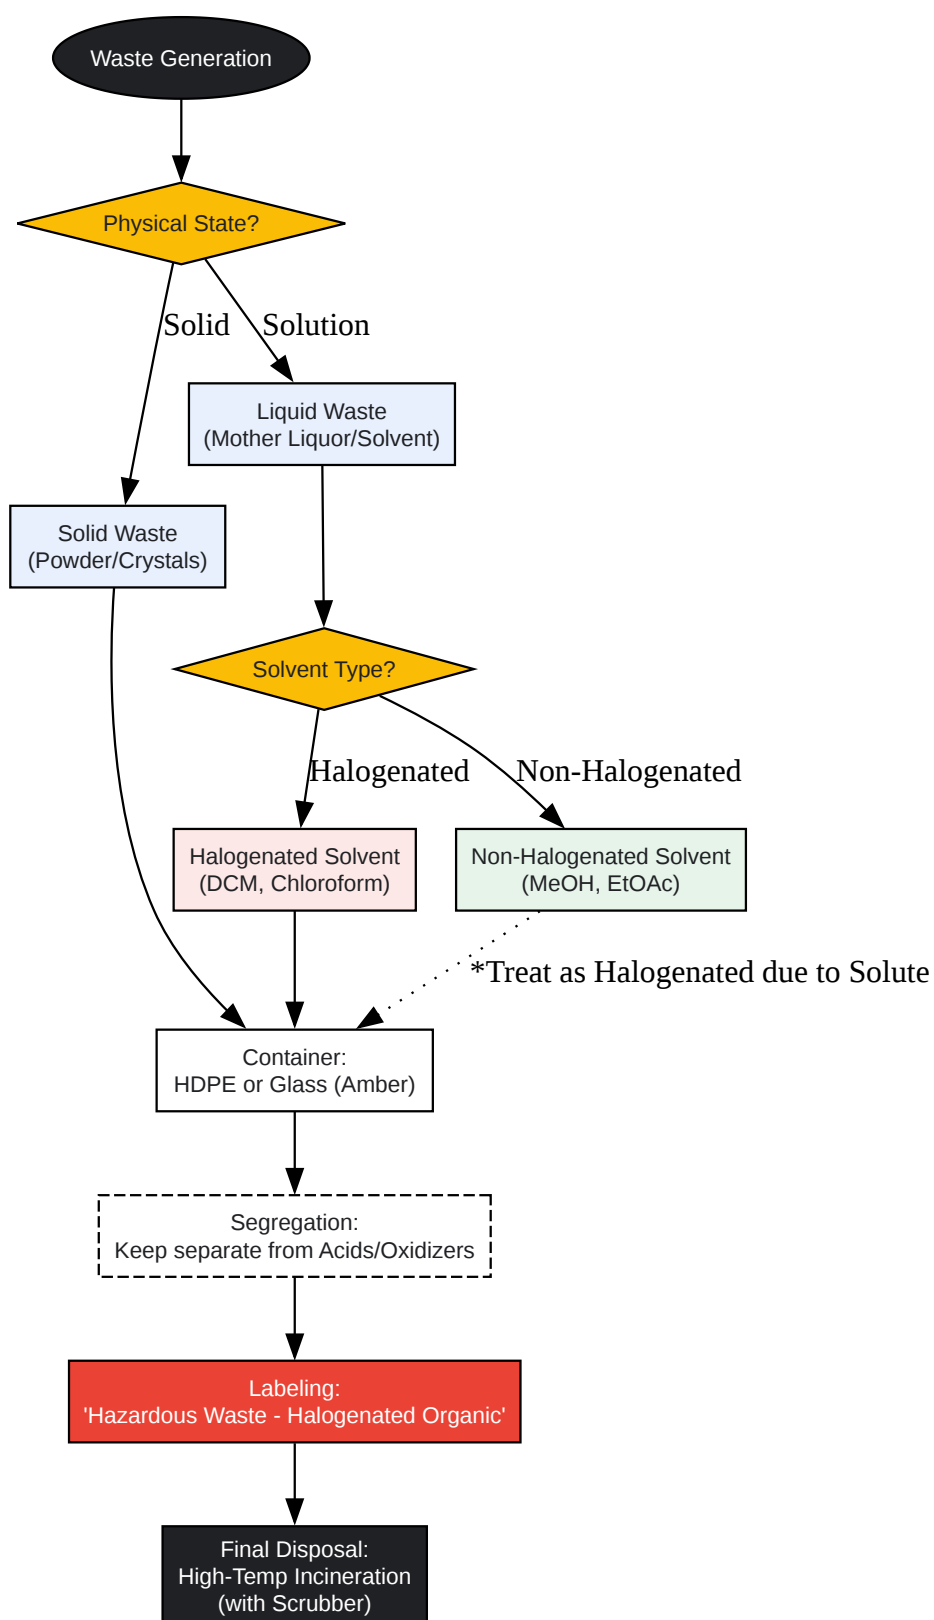 Waste Generation
Physical State?
Solid
Solution
Liquid Waste
(Mother Liquor/Solvent)
Solid Waste
(Powder/Crystals)
Solvent Type?
Halogenated
Non-Halogenated
Halogenated Solvent
(DCM, Chloroform)
Non-Halogenated Solvent
(MeOH, EtOAc)
*Treat as Halogenated due to Solute
Container:
HDPE or Glass (Amber)
Segregation:
Keep separate from Acids/Oxidizers
Labeling:
'Hazardous Waste - Halogenated Organic'
Final Disposal:
High-Temp Incineration
(with Scrubber)